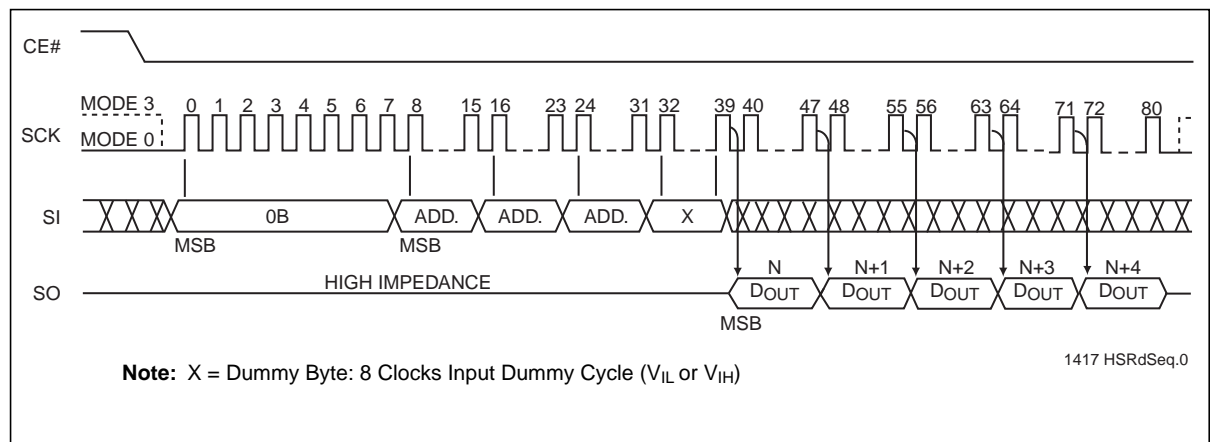 CE#
MODE 3
0 1 2 3 4 5 6 7 8 15 16 23 24 31 32 39 40 47 48 55 56 63 64 71 72 80
SCK
MODE 0
SI
0B
ADD.
ADD.
ADD.
X
MSB
MSB
N
N+1
N+2
N+3
N+4
SO
HIGH IMPEDANCE
DOUT
DOUT
DOUT
DOUT
DOUT
MSB
1417 HSRdSeq.0
Note: X = Dummy Byte: 8 Clocks Input Dummy Cycle (VIL or VIH)